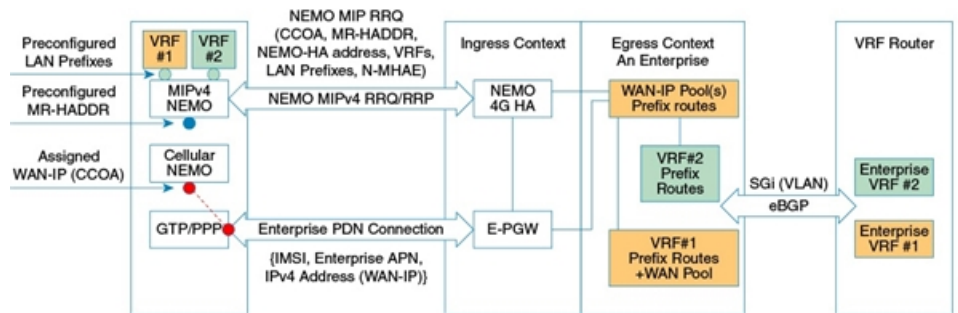 Preconfigured
LAN Prefixes
Preconfigured
MR-HADDR
Assigned
WAN-IP (CCOA)
VRF
#1
VRF
#2
MIPv4
NEMO
Cellular
NEMO
GTP/PPP
NEMO MIP RRQ
(CCOA, MR-HADDR,
NEMO-HA address, VRFs,
LAN Prefixes, N-MHAE)
NEMO MIPv4 RRQ/RRP
Enterprise PDN Connection
{IMSI, Enterprise APN,
IPv4 Address (WAN-IP)}
Ingress Context
NEMO
4G HA
E-PGW
Egress Context
An Enterprise
WAN-IP Pool(s)
Prefix routes
VRF#2
Prefix
Routes
VRF#1
Prefix Routes
+WAN Pool
SGi (VLAN)
eBGP
VRF Router
Enterprise
VRF #2
Enterprise
VRF #1